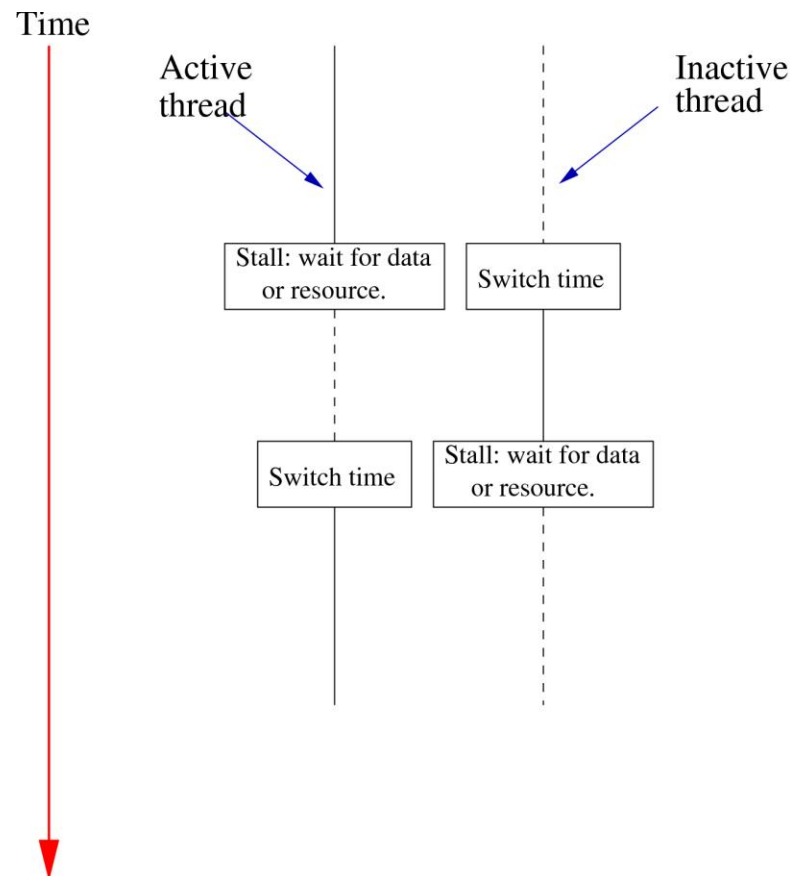 Time
Active
thread
Inactive
thread
Stall: wait for data
or resource.
Switch time
Switch time
Stall: wait for data
or resource.